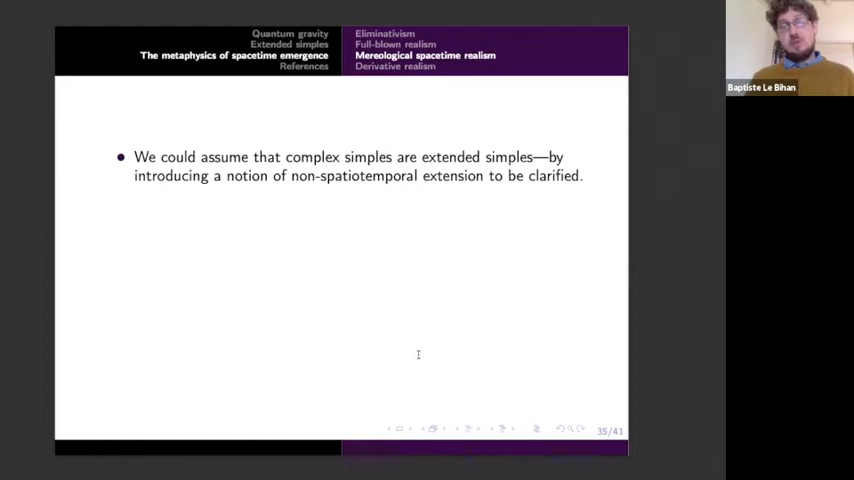 Quantum gravity
Extended simples
The metaphysics of spacetime emergence
References
Eliminativism
Full-blown realism
Mereological spacetime realism
Derivative realism
Baptiste Le Bihan
We could assume that complex simples are extended simples—by
introducing a notion of non-spatiotemporal extension to be clarified.
35/41